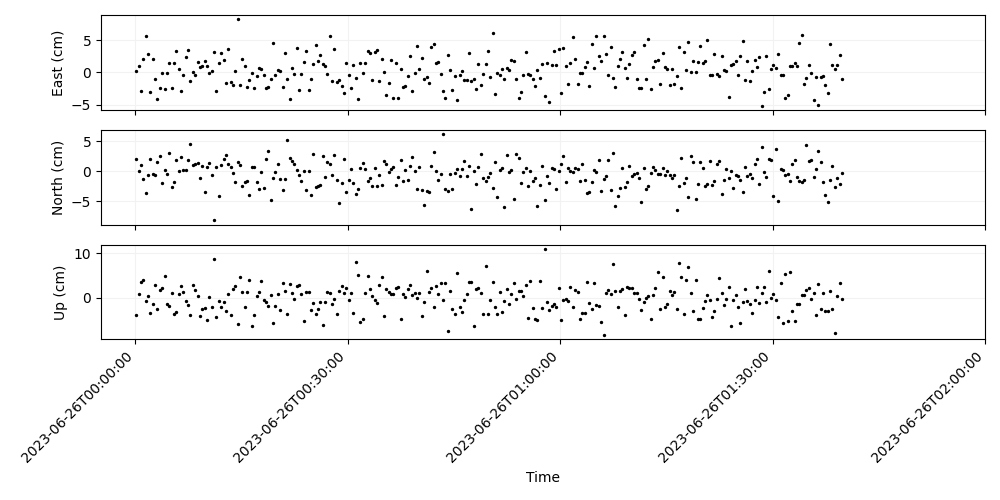 East (cm)
5
0
−5
North (cm)
5
0
−5
Up (cm)
10
0
2023-06-26T00:00:00
2023-06-26T00:30:00
2023-06-26T01:00:00
2023-06-26T01:30:00
2023-06-26T02:00:00
Time